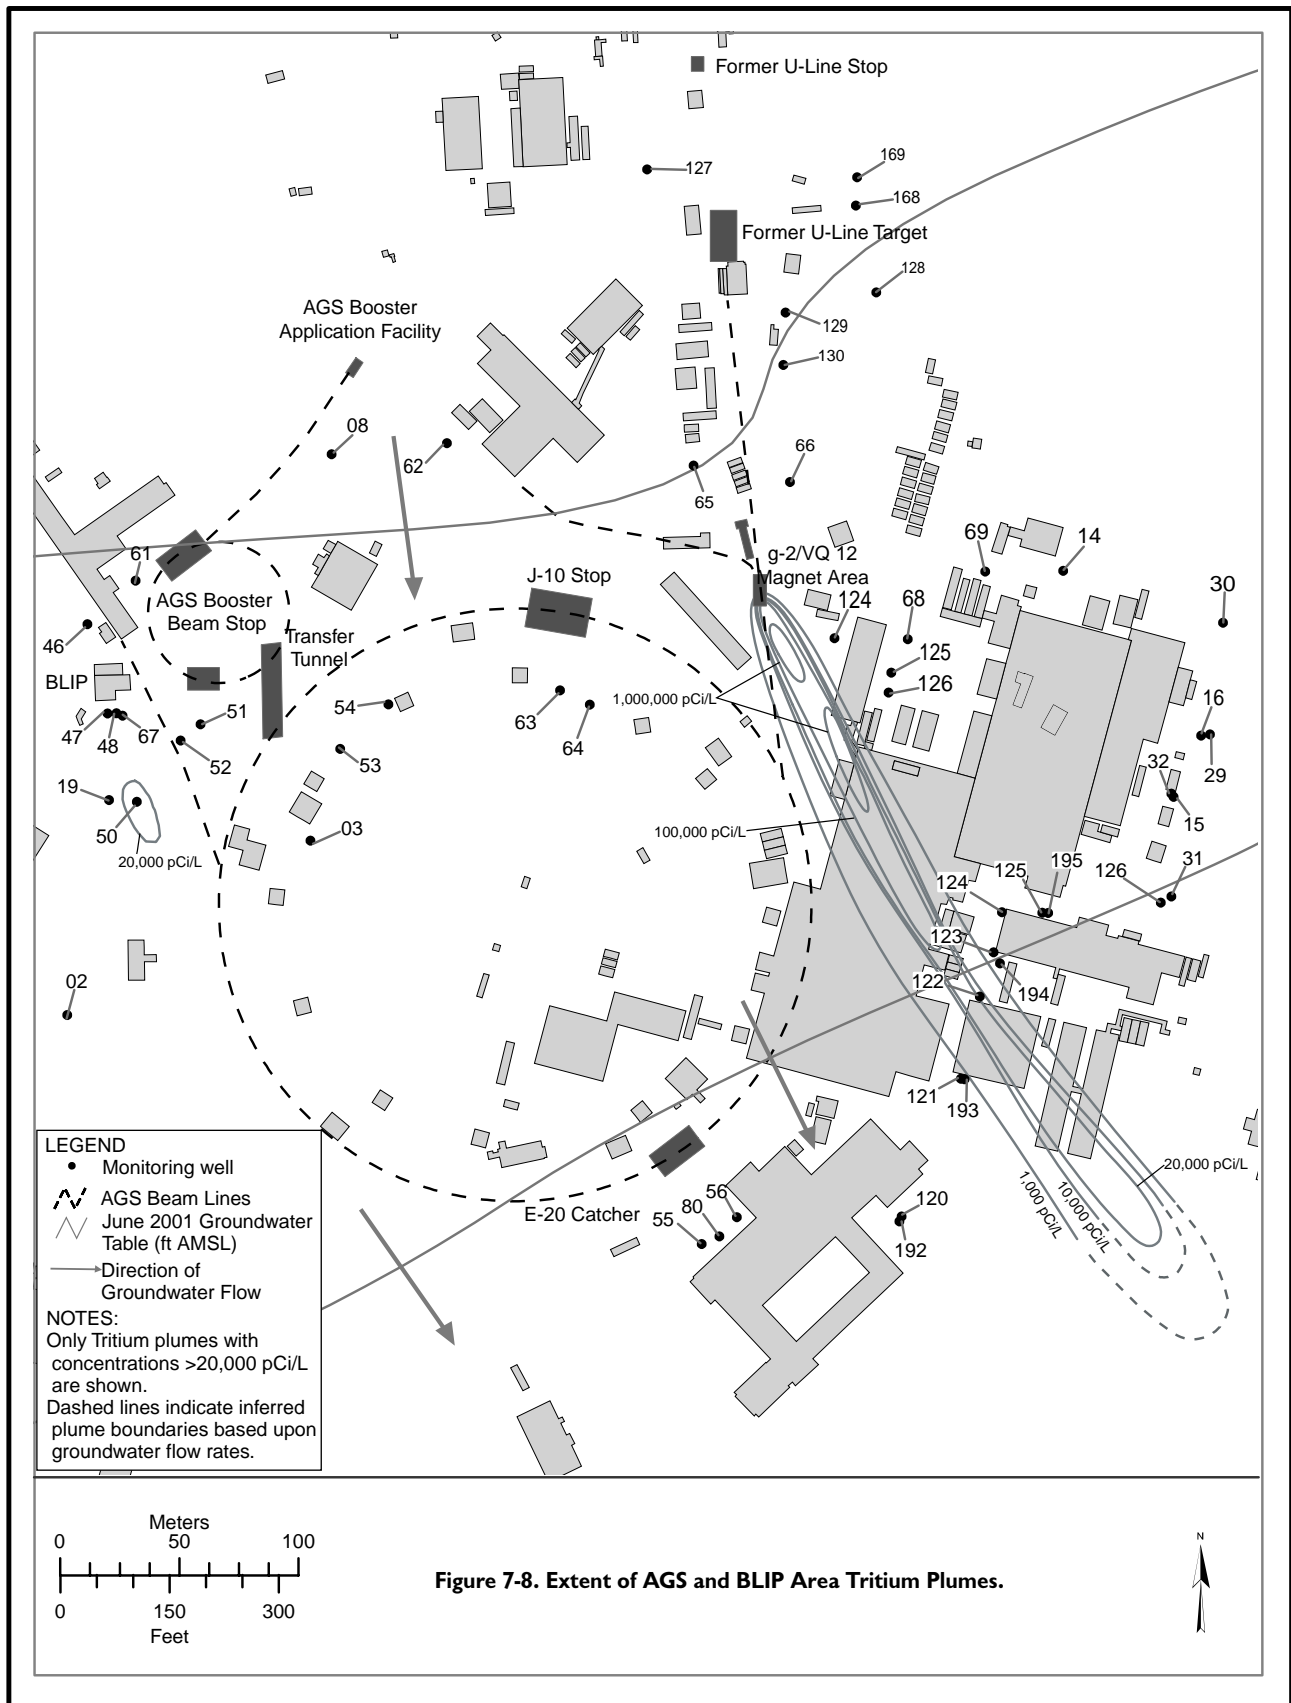 Former U-Line Stop
169
127
168
Former U-Line Target
128
AGS Booster
Application Facility
129
130
08
62
66
65
69
14
61
g-2/VQ 12
Magnet Area
J-10 Stop
30
AGS Booster
Beam Stop
124
68
46
Transfer
Tunnel
125
BLIP
126
1,000,000 pCi/L
54
63
16
47
48
67
51
64
52
53
29
32
19
50
03
15
100,000 pCi/L
20,000 pCi/L
125
195
126
31
124
123
02
122
194
121
193
LEGEND
Monitoring well
AGS Beam Lines
June 2001 Groundwater
Table (ft AMSL)
Direction of
Groundwater Flow
NOTES:
Only Tritium plumes with
concentrations >20,000 pCi/L
are shown.
Dashed lines indicate inferred
plume boundaries based upon
groundwater flow rates.
20,000 pCi/L
1,000 pCi/L
10,000 pCi/L
56
80
55
E-20 Catcher
120
192
Meters
0 50 100
0 150 300
Feet
Figure 7-8. Extent of AGS and BLIP Area Tritium Plumes.
N